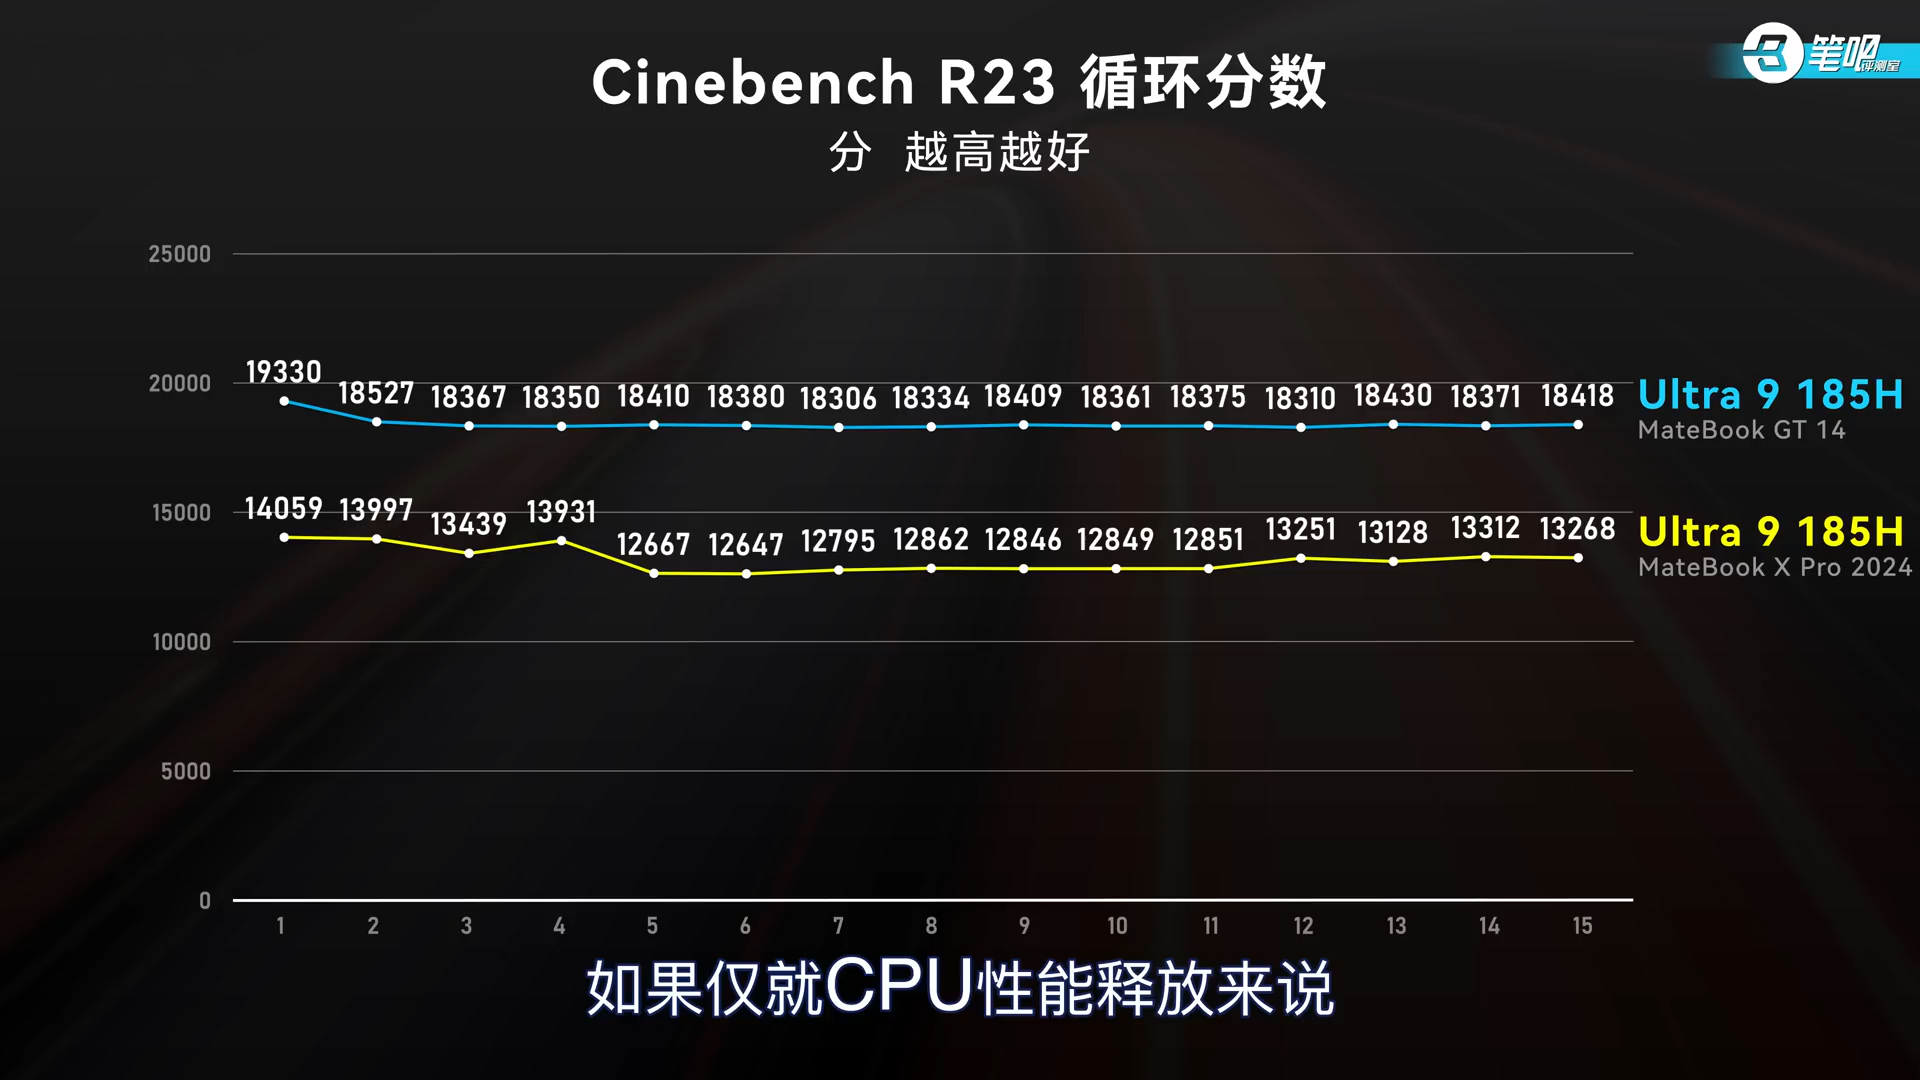 笔吧评测室
Cinebench R23 循环分数
分 越高越好
25000
20000
15000
10000
5000
0
19330 18527 18367 18350 18410 18380 18306 18334 18409 18361 18375 18310 18430 18371 18418
Ultra 9 185H
MateBook GT 14
14059 13997 13439 13931 12667 12647 12795 12862 12846 12849 12851 13251 13128 13312 13268
Ultra 9 185H
MateBook X Pro 2024
1 2 3 4 5 6 7 8 9 10 11 12 13 14 15
如果仅就CPU性能释放来说